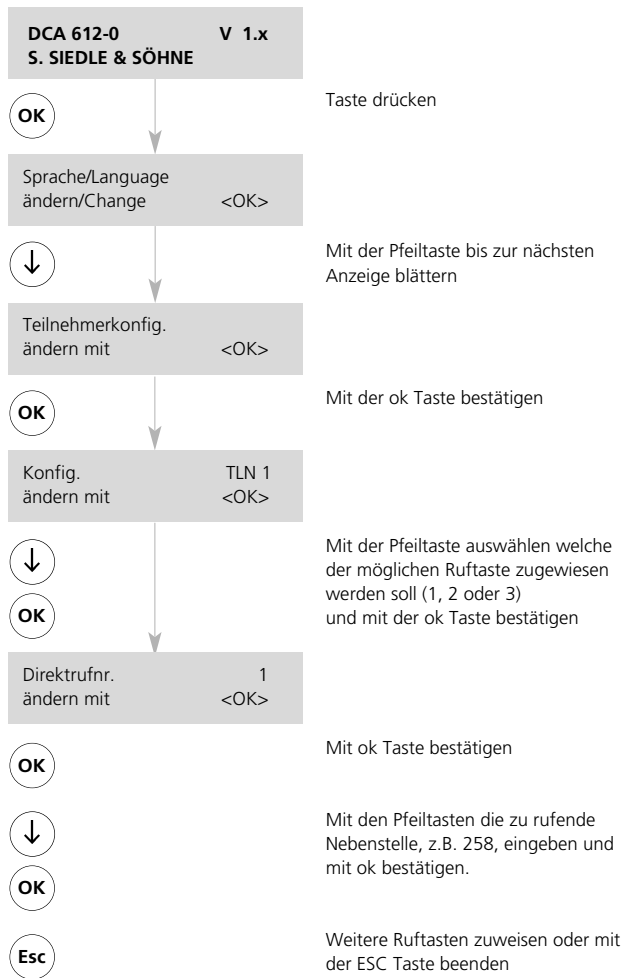 DCA 612-0 V 1.x
S. SIEDLE & SÖHNE
OK
Taste drücken
Sprache/Language
ändern/Change <OK>
Mit der Pfeiltaste bis zur nächsten
Anzeige blättern
Teilnehmerkonfig.
ändern mit <OK>
OK
Mit der ok Taste bestätigen
Konfig. TLN 1
ändern mit <OK>
OK
Mit der Pfeiltaste auswählen welche
der möglichen Ruftaste zugewiesen
werden soll (1, 2 oder 3)
und mit der ok Taste bestätigen
Direktrufnr. 1
ändern mit <OK>
OK
Mit ok Taste bestätigen
OK
Mit den Pfeiltasten die zu rufende
Nebenstelle, z.B. 258, eingeben und
mit ok bestätigen.
Esc
Weitere Ruftasten zuweisen oder mit
der ESC Taste beenden